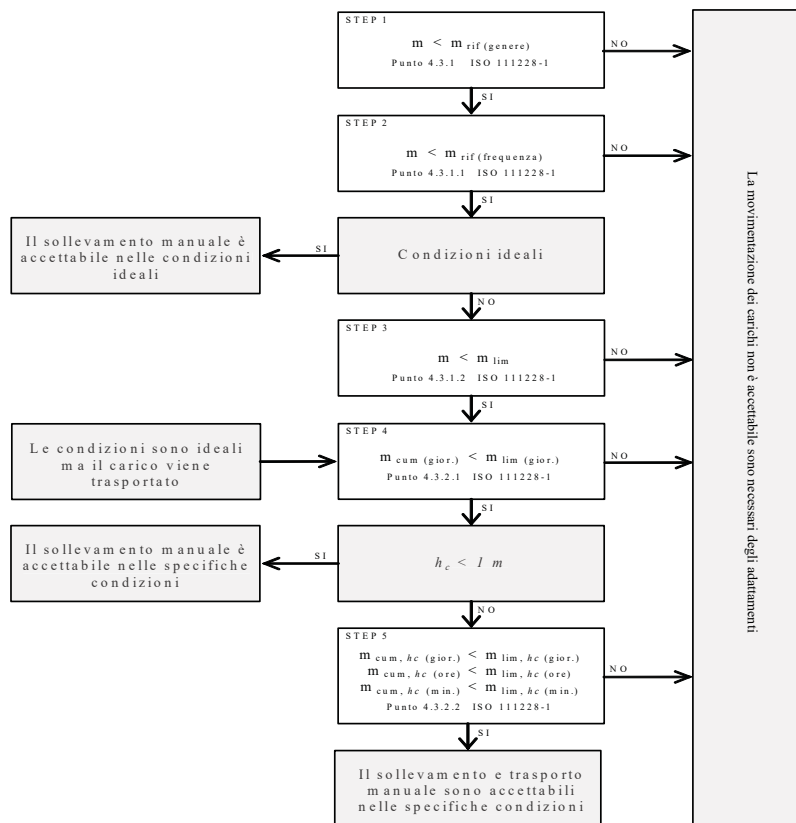 STEP 1
m < m rif (genere)
Punto 4.3.1 ISO 111228-1
NO
SI
STEP 2
m < m rif (frequenza)
Punto 4.3.1.1 ISO 111228-1
NO
SI
Il sollevamento manuale è
accettabile nelle condizioni
ideali
SI
Condizioni ideali
NO
STEP 3
m < m lim
Punto 4.3.1.2 ISO 111228-1
NO
SI
Le condizioni sono ideali
ma il carico viene
trasportato
STEP 4
m cum (gior.) < m lim (gior.)
Punto 4.3.2.1 ISO 111228-1
NO
SI
Il sollevamento manuale è
accettabile nelle specifiche
condizioni
SI
h c < 1 m
NO
STEP 5
m cum, hc (gior.) < m lim, hc (gior.)
m cum, hc (ore) < m lim, hc (ore)
m cum, hc (min.) < m lim, hc (min.)
Punto 4.3.2.2 ISO 111228-1
NO
SI
Il sollevamento e trasporto
manuale sono accettabili
nelle specifiche condizioni
La movimentazione dei carichi non è accettabile sono necessari degli adattamenti